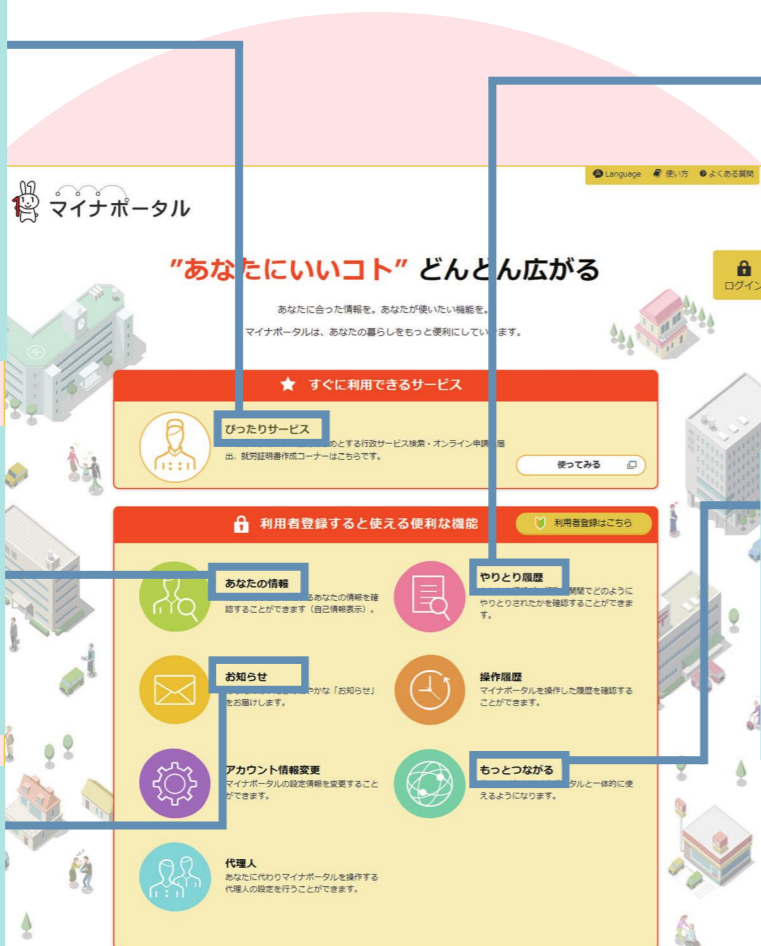 Language 使い方 よくある質問
マイナポータル
”あなたにいいコト” どんどん広がる
ログイン
あなたに合った情報を。あなたが使いたい機能を。
マイナポータルは、あなたの暮らしをもっと便利にしていきます。
すぐに利用できるサービス
ぴったりサービス
めとする行政サービス検索・オンライン申請 届
出、就労証明書作成コーナーはこちらです。
使ってみる
利用者登録すると使える便利な機能
利用者登録はこちら
あなたの情報
るあなたの情報を確
認することができます（自己情報表示）。
やりとり履歴
関間でどのように
やりとりされたかを確認することができま
す。
お知らせ
やかな「お知らせ」
をお届けします。
操作履歴
マイナポータルを操作した履歴を確認する
ことができます。
アカウント情報変更
マイナポータルの設定情報を変更すること
ができます。
もっとつながる
タルと一体的に使
えるようになります。
代理人
あなたに代わりマイナポータルを操作する
代理人の設定を行うことができます。